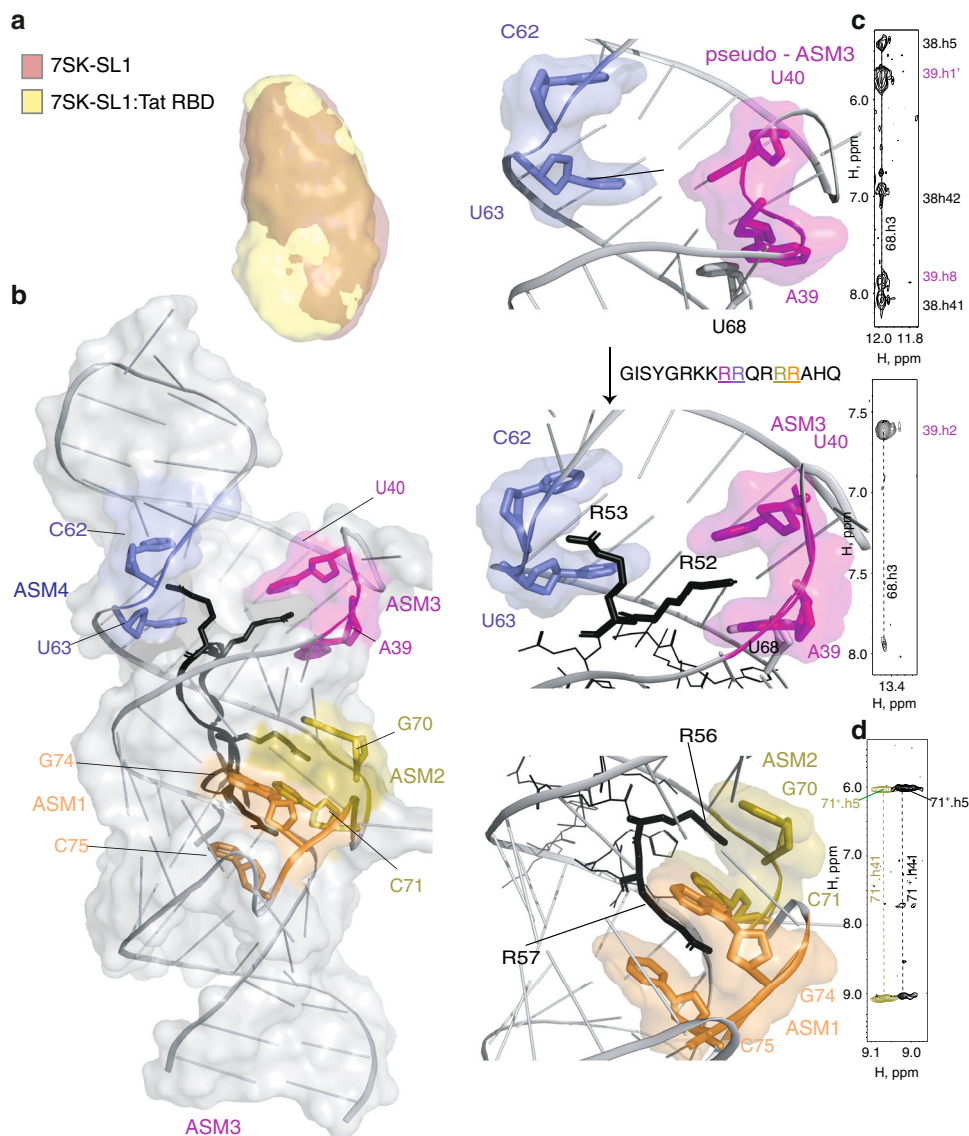 a
7SK-SL1
7SK-SL1:Tat RBD
b
C62
ASM4
U63
U40
ASM3
A39
G70
G74
ASM2
ASM1
C75
C71
ASM3
C62
pseudo - ASM3
U40
U63
A39
U68
GISYGRKKRRQRRRAHQ
C62
ASM3
U40
R53
R52
U63
U68
A39
R56
ASM2
G70
C71
R57
G74
ASM1
C75
c
38.h5
39.h1'
6.0
H, ppm
7.0
38h42
68.h3
39.h8
8.0
38.h41
12.0 11.8
H, ppm
7.5
39.h2
7.0
H, ppm
7.5
68.h3
8.0
13.4
H, ppm
d
6.0
71⁺.h5
71⁺.h5
H, ppm
7.0
71⁺.h41
71⁺.h41
8.0
9.0
9.1 9.0
H, ppm